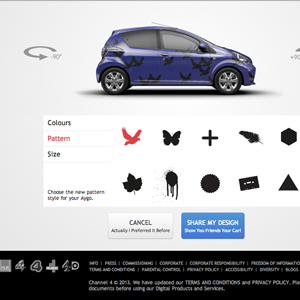 -90°
+90
Colours
Pattern
Size
Choose the new pattern
style for your Aygo.
CANCEL
Actually I Preferred It Before
SHARE MY DESIGN
Show You Friends Your Car!
INFO | PRESS | COMMISSIONING | CORPORATE | CORPORATE RESPONSIBILITY | FREEDOM OF INFORMATION
TERMS AND CONDITIONS | PARENTAL CONTROL | PRIVACY POLICY | ACCESSIBILITY | DIVERSITY | BLOGS
Channel 4 © 2013. We have updated our TERMS AND CONDITIONS and PRIVACY POLICY. Pl
documents before using our Digital Products and Services.